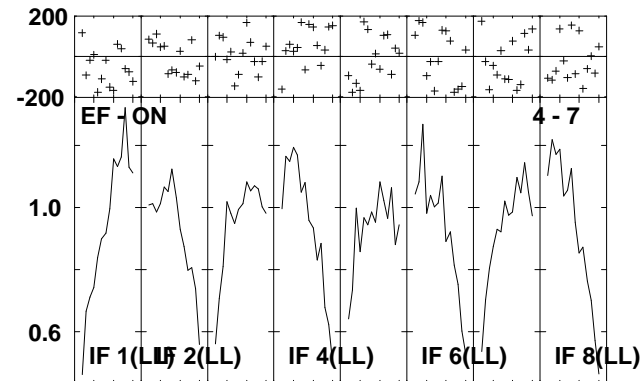 200
-200
EF - ON 4 - 7
1.0
0.6
IF 1(LL) IF 2(LL) IF 4(LL) IF 6(LL) IF 8(LL)